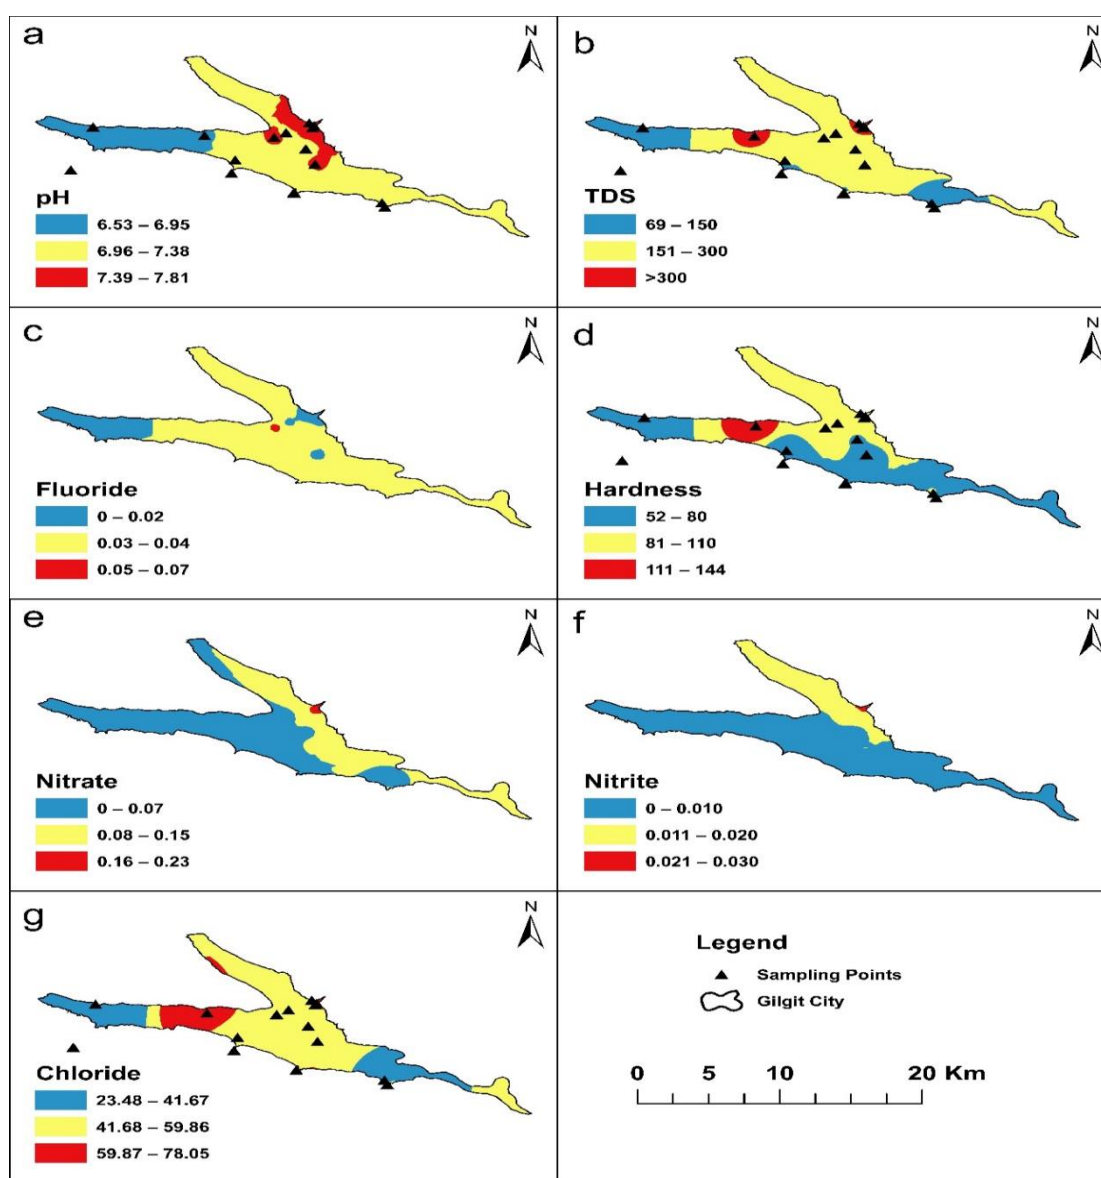 a
N
pH
6.53 – 6.95
6.96 – 7.38
7.39 – 7.81
b
N
TDS
69 – 150
151 – 300
>300
c
N
Fluoride
0 – 0.02
0.03 – 0.04
0.05 – 0.07
d
N
Hardness
52 – 80
81 – 110
111 – 144
e
N
Nitrate
0 – 0.07
0.08 – 0.15
0.16 – 0.23
f
N
Nitrite
0 – 0.010
0.011 – 0.020
0.021 – 0.030
g
N
Chloride
23.48 – 41.67
41.68 – 59.86
59.87 – 78.05
Legend
Sampling Points
Gilgit City
0 5 10 20 Km